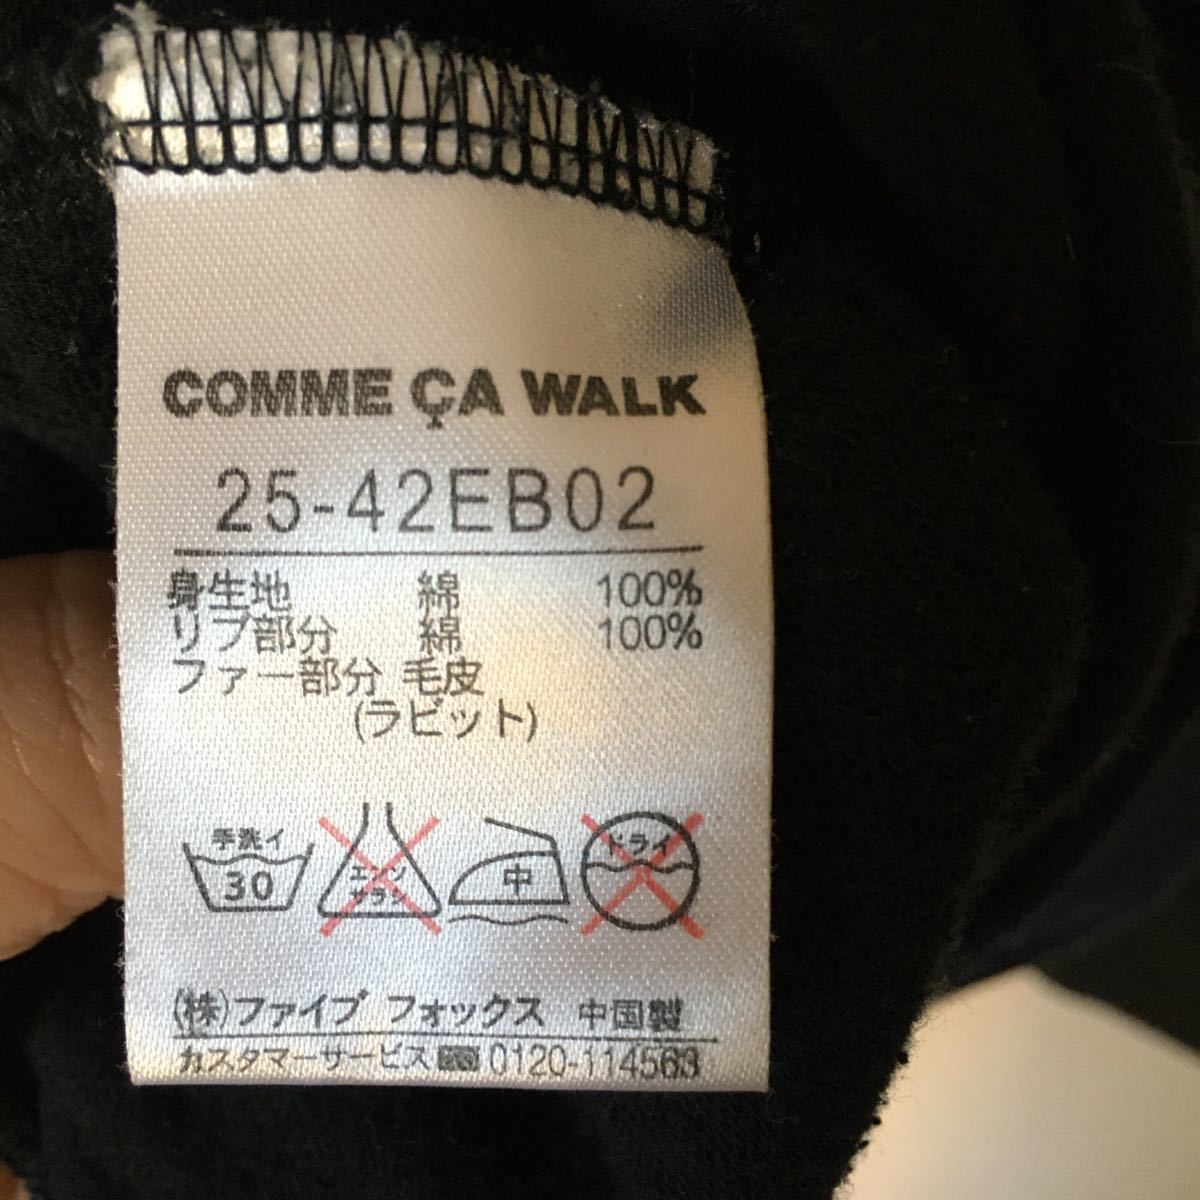 COMME ÇA WALK
25-42EB02
身生地 綿 100%
リブ部分 綿 100%
ファー部分 毛皮
(ラビット)
手洗イ 30
エンソ サラシ
中
ドライ
(株)ファイブ フォックス 中国製
カスタマーサービス 0120-114563